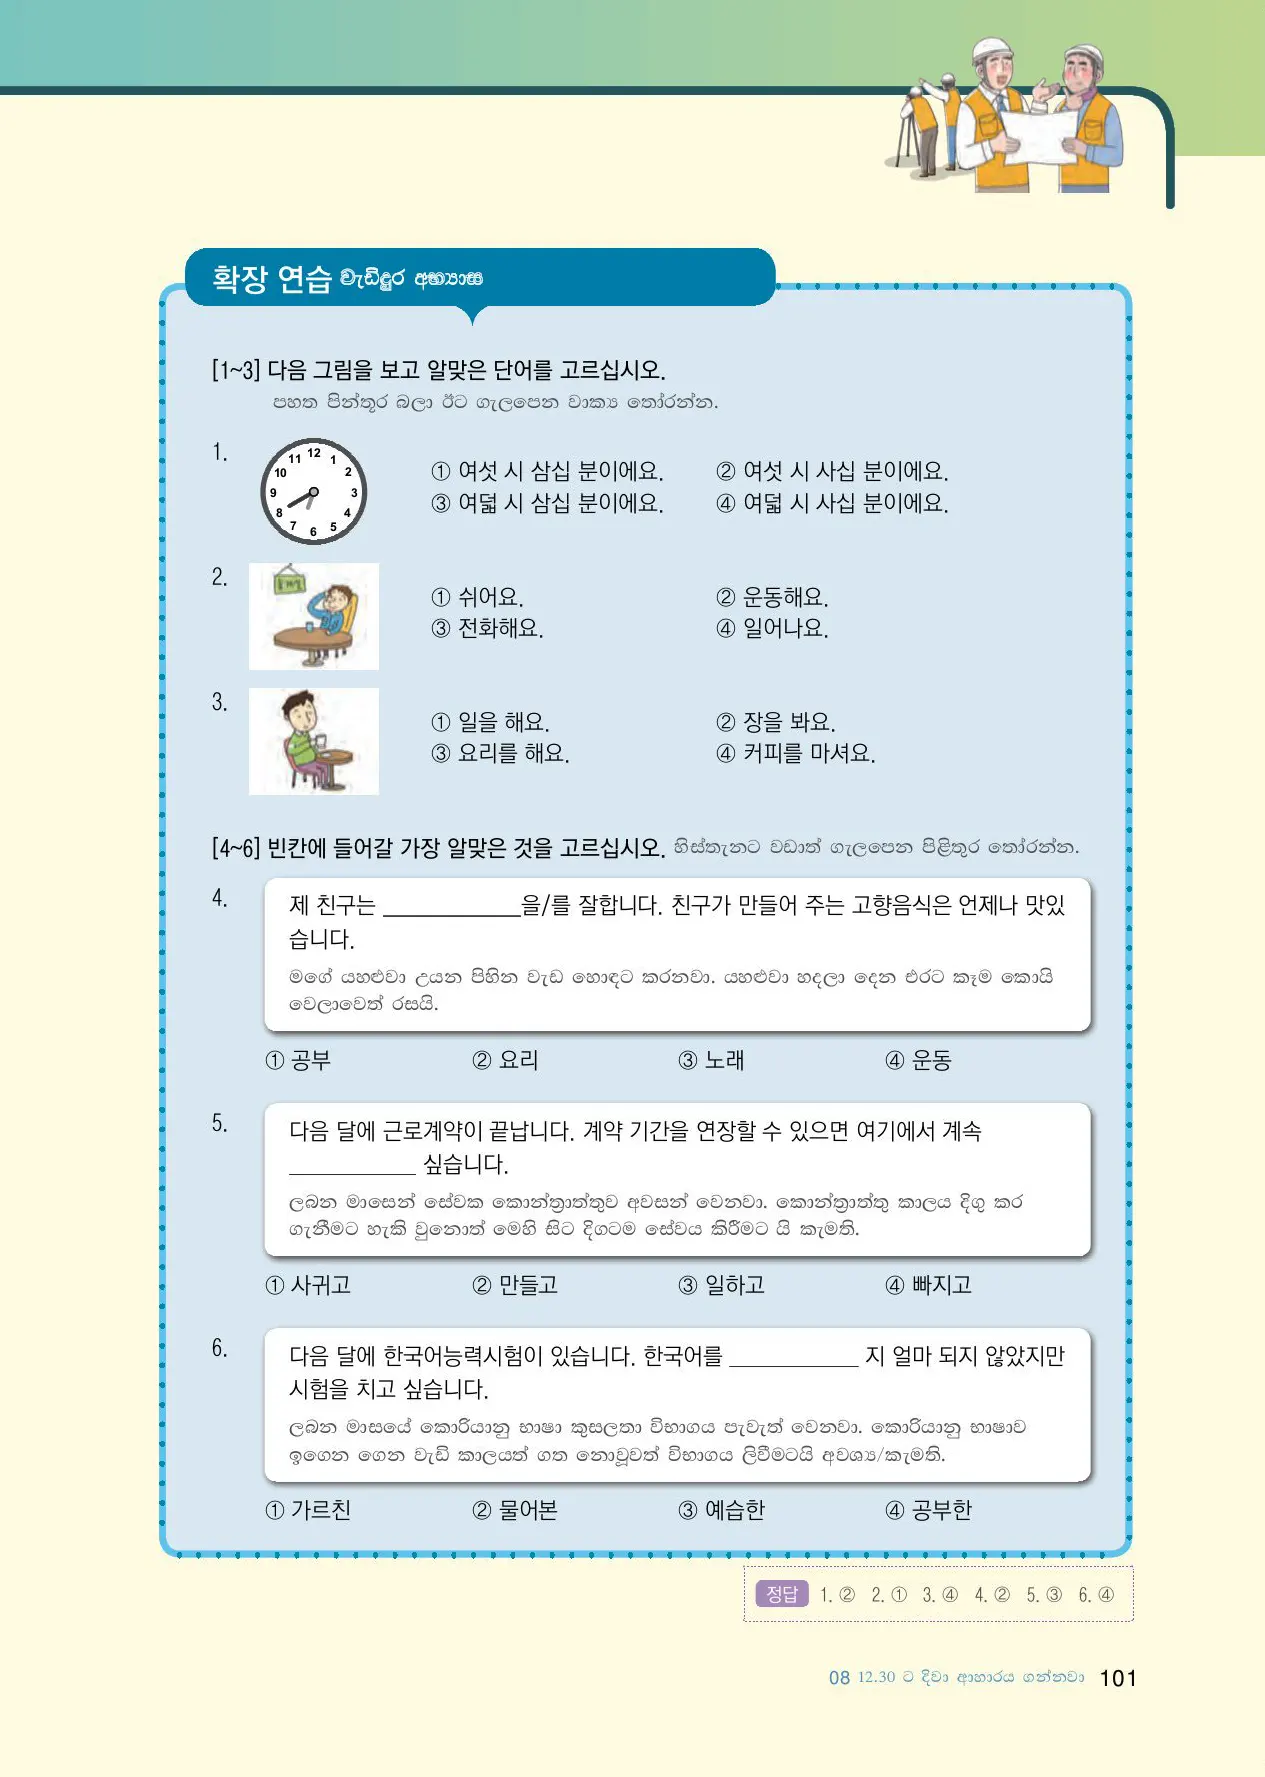 확장 연습 වැඩිදුර අභ්‍යාස
[1~3] 다음 그림을 보고 알맞은 단어를 고르십시오.
පහත පින්තූර බලා ඊට ගැලපෙන වාක්‍ය තෝරන්න.
1.
12 1 2 3 4 5 6 7 8 9 10 11
① 여섯 시 삼십 분이에요. ② 여섯 시 사십 분이에요.
③ 여덟 시 삼십 분이에요. ④ 여덟 시 사십 분이에요.
2.
① 쉬어요. ② 운동해요.
③ 전화해요. ④ 일어나요.
3.
① 일을 해요. ② 장을 봐요.
③ 요리를 해요. ④ 커피를 마셔요.
[4~6] 빈칸에 들어갈 가장 알맞은 것을 고르십시오. හිස්තැනට වඩාත් ගැලපෙන පිළිතුර තෝරන්න.
4. 제 친구는 ____________을/를 잘합니다. 친구가 만들어 주는 고향음식은 언제나 맛있
습니다.
මගේ යහළුවා උයන පිහින වැඩ හොඳට කරනවා. යහළුවා හදලා දෙන එරට කෑම කොයි
වෙලාවෙත් රසයි.
① 공부 ② 요리 ③ 노래 ④ 운동
5. 다음 달에 근로계약이 끝납니다. 계약 기간을 연장할 수 있으면 여기에서 계속
___________ 싶습니다.
ලබන මාසෙන් සේවක කොන්ත්‍රාත්තුව අවසන් වෙනවා. කොන්ත්‍රාත්තු කාලය දිගු කර
ගැනීමට හැකි වුනොත් මෙහි සිට දිගටම සේවය කිරීමට යි කැමති.
① 사귀고 ② 만들고 ③ 일하고 ④ 빠지고
6. 다음 달에 한국어능력시험이 있습니다. 한국어를 ___________ 지 얼마 되지 않았지만
시험을 치고 싶습니다.
ලබන මාසයේ කොරියානු භාෂා කුසලතා විභාගය පැවැත් වෙනවා. කොරියානු භාෂාව
ඉගෙන ගෙන වැඩි කාලයත් ගත නොවූවත් විභාගය ලිවීමටයි අවශ්‍ය/කැමති.
① 가르친 ② 물어본 ③ 예습한 ④ 공부한
정답 1. ② 2. ① 3. ④ 4. ② 5. ③ 6. ④
08 12.30 ට දිවා ආහාරය ගන්නවා 101